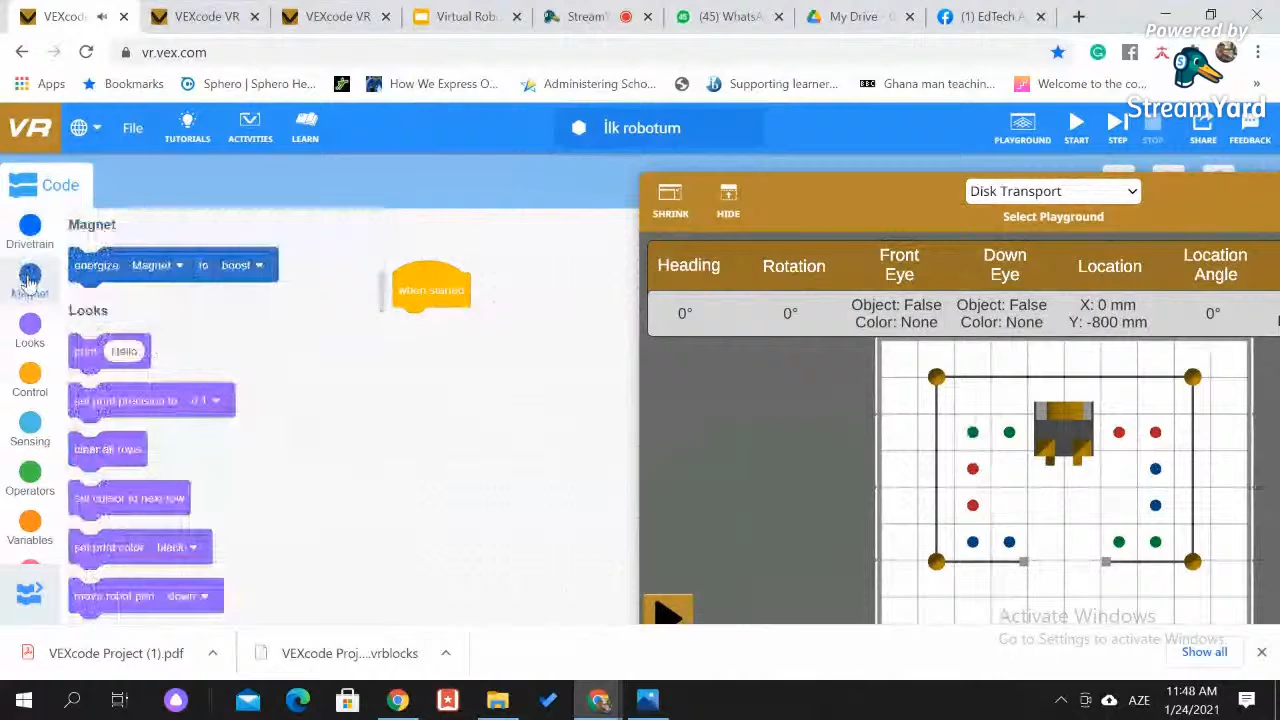 VEXco
VEXcode VR
VEXcode VR
Virtual Rob
StreamY
(45) WhatsA
My Drive - G
(1) EdTech A
Powered by
vr.vex.com
Apps
Bookmarks
Sphero | Sphero He...
How We Express O...
Administering Scho...
Supporting learner...
Ghana man teachin...
Welcome to the co...
StreamYard
VR
File
TUTORIALS
ACTIVITIES
LEARN
İlk robotum
PLAYGROUND
START
STEP
STOP
SHARE
FEEDBACK
Code
SHRINK
HIDE
Disk Transport
Select Playground
Drivetrain
Magnet
Looks
Control
Sensing
Operators
Variables
Magnet
energize Magnet to boost
Looks
print Hello
set print precision to 0.1
clear all rows
set cursor to next row
set print color black
move robot pen down
when started
Heading
Rotation
Front Eye
Down Eye
Location
Location Angle
0°
0°
Object: False
Color: None
Object: False
Color: None
X: 0 mm
Y: -800 mm
0°
Activate Windows
Go to Settings to activate Windows.
VEXcode Project (1).pdf
VEXcode Proj....vrblocks
Show all
AZE
11:48 AM
1/24/2021